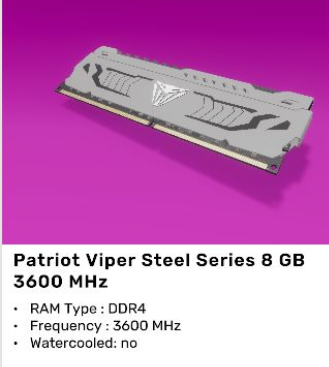 Patriot Viper Steel Series 8 GB
3600 MHz
• RAM Type : DDR4
• Frequency : 3600 MHz
• Watercooled: no